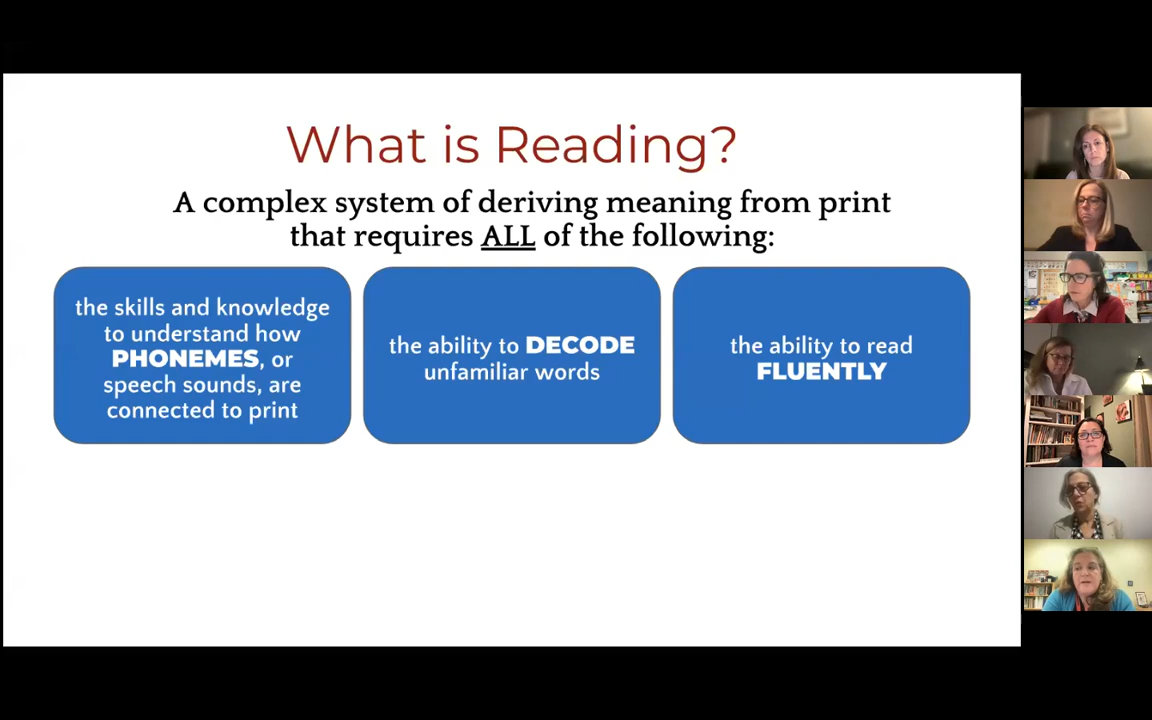 What is Reading?
A complex system of deriving meaning from print
that requires ALL of the following:
the skills and knowledge
to understand how
PHONEMES, or
speech sounds, are
connected to print
the ability to DECODE
unfamiliar words
the ability to read
FLUENTLY